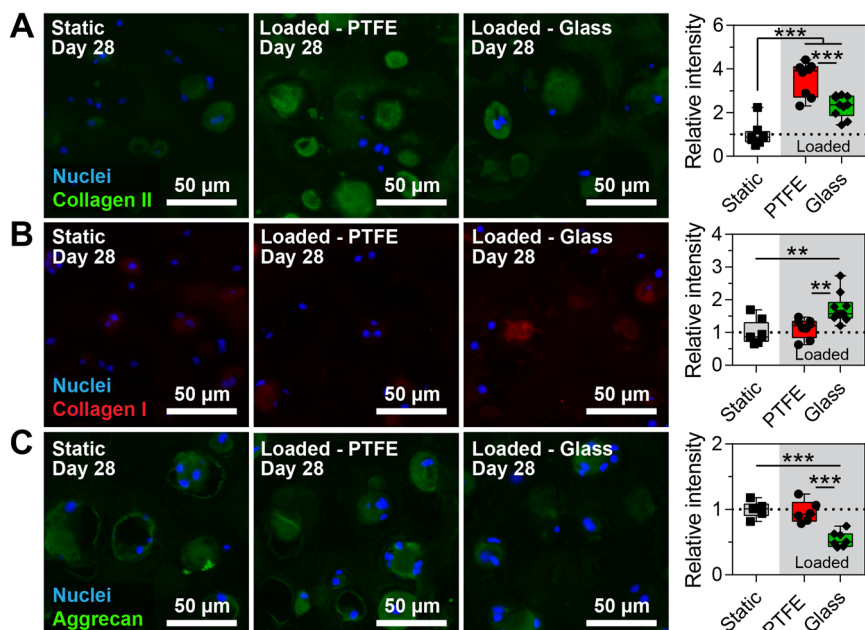 A
Static
Day 28
Nuclei
Collagen II
50 µm
Loaded - PTFE
Day 28
50 µm
Loaded - Glass
Day 28
50 µm
Relative intensity
6
4
2
0
***
***
Loaded
Static
PTFE
Glass
B
Static
Day 28
Nuclei
Collagen I
50 µm
Loaded - PTFE
Day 28
50 µm
Loaded - Glass
Day 28
50 µm
Relative intensity
4
3
2
1
0
**
**
Loaded
Static
PTFE
Glass
C
Static
Day 28
Nuclei
Aggrecan
50 µm
Loaded - PTFE
Day 28
50 µm
Loaded - Glass
Day 28
50 µm
Relative intensity
2
1
0
***
***
Loaded
Static
PTFE
Glass